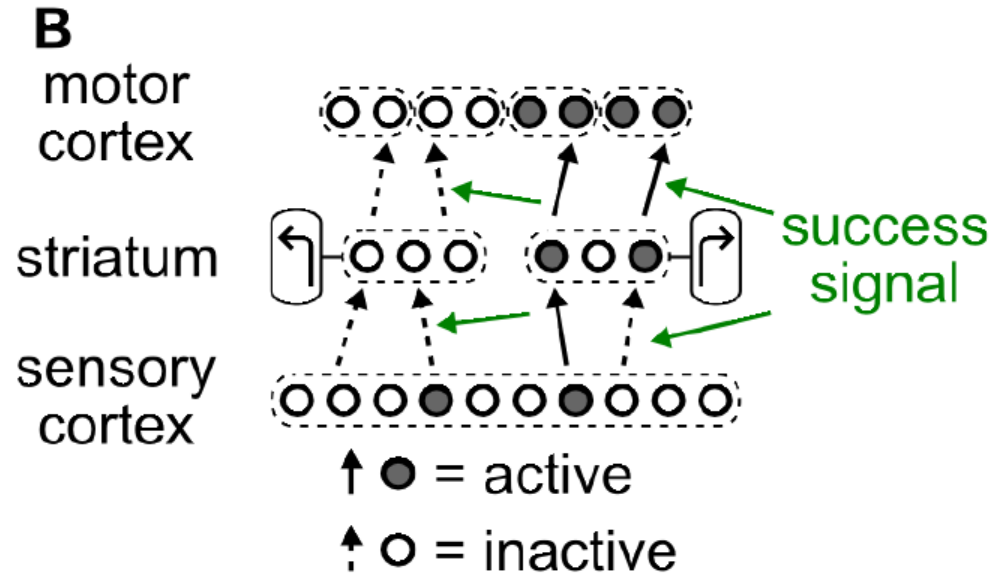 B
motor
cortex
striatum
success
signal
sensory
cortex
= active
= inactive